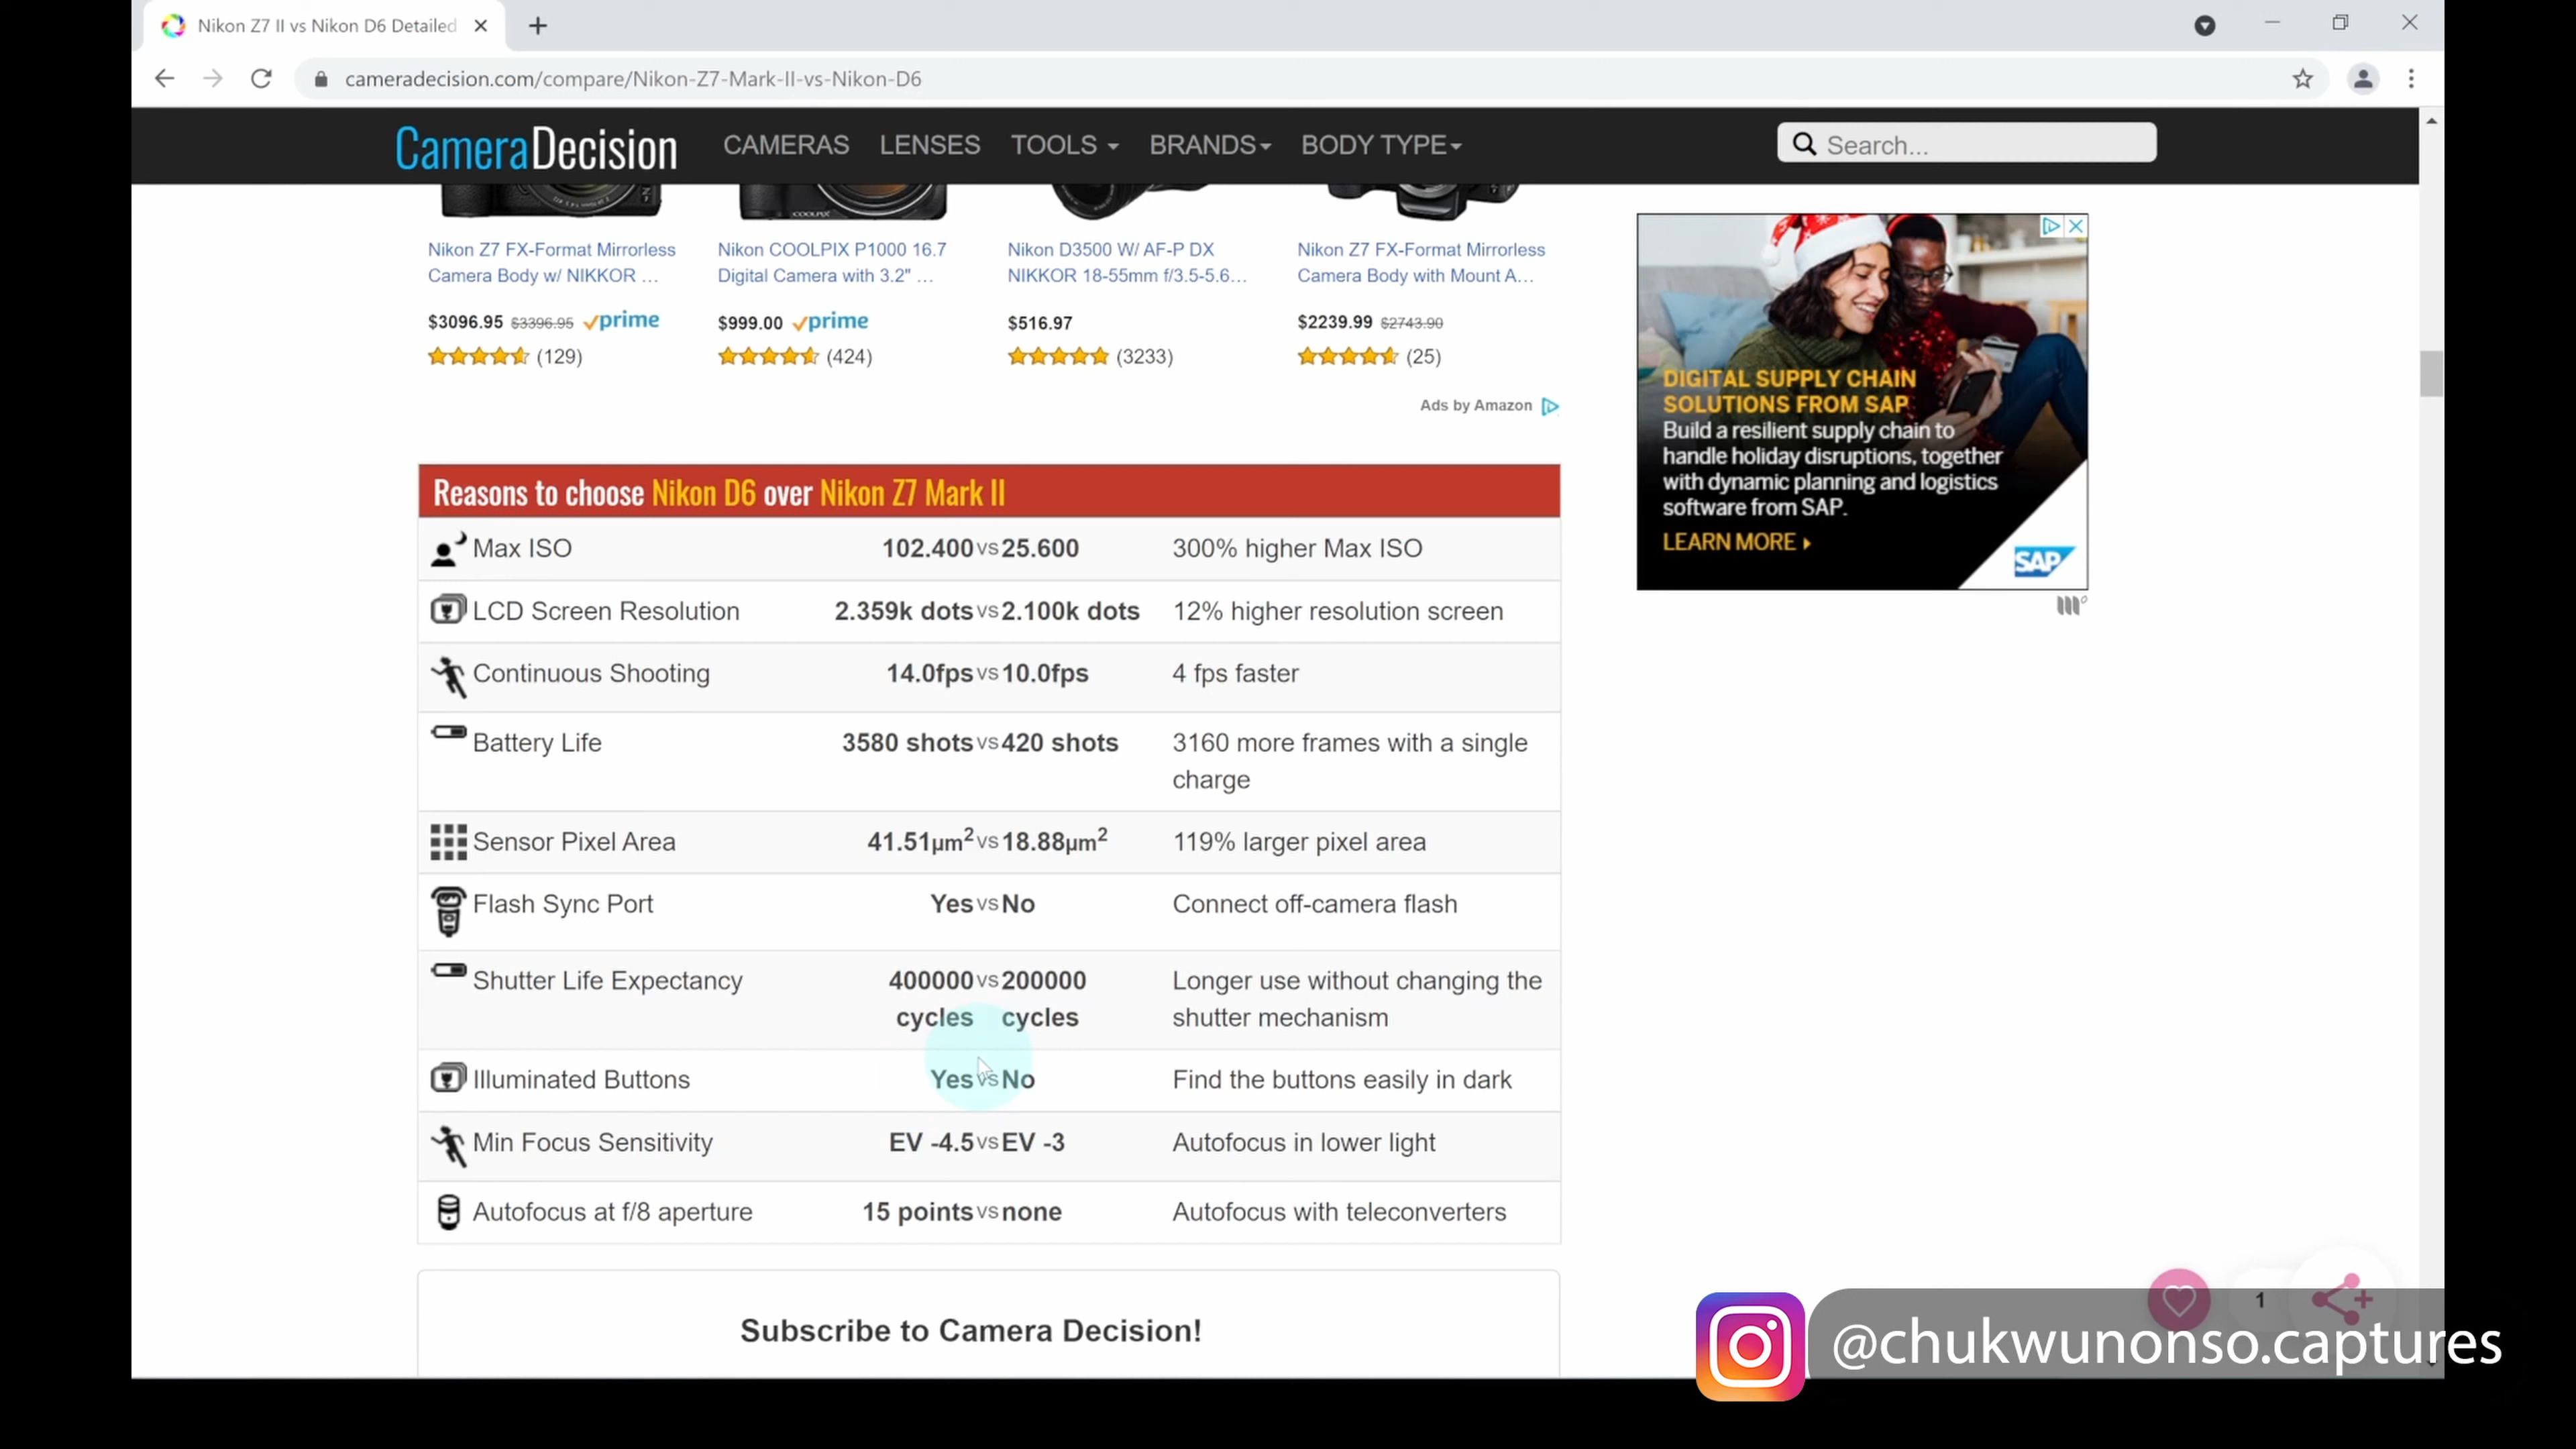 Nikon Z7 II vs Nikon D6 Detailed
cameradecision.com/compare/Nikon-Z7-Mark-II-vs-Nikon-D6
CameraDecision CAMERAS LENSES TOOLS BRANDS BODY TYPE Search...
COOLPIX
Nikon Z7 FX-Format Mirrorless
Camera Body w/ NIKKOR ...
$3096.95 $3396.95 prime
(129)
Nikon COOLPIX P1000 16.7
Digital Camera with 3.2" ...
$999.00 prime
(424)
Nikon D3500 W/ AF-P DX
NIKKOR 18-55mm f/3.5-5.6...
$516.97
(3233)
Nikon Z7 FX-Format Mirrorless
Camera Body with Mount A...
$2239.99 $2743.90
(25)
Ads by Amazon
DIGITAL SUPPLY CHAIN
SOLUTIONS FROM SAP
Build a resilient supply chain to
handle holiday disruptions, together
with dynamic planning and logistics
software from SAP.
LEARN MORE
SAP
Reasons to choose Nikon D6 over Nikon Z7 Mark II
Max ISO 102.400 vs 25.600 300% higher Max ISO
LCD Screen Resolution 2.359k dots vs 2.100k dots 12% higher resolution screen
Continuous Shooting 14.0fps vs 10.0fps 4 fps faster
Battery Life 3580 shots vs 420 shots 3160 more frames with a single
charge
Sensor Pixel Area 41.51µm² vs 18.88µm² 119% larger pixel area
Flash Sync Port Yes vs No Connect off-camera flash
Shutter Life Expectancy 400000 vs 200000 Longer use without changing the
cycles cycles shutter mechanism
Illuminated Buttons Yes vs No Find the buttons easily in dark
Min Focus Sensitivity EV -4.5 vs EV -3 Autofocus in lower light
Autofocus at f/8 aperture 15 points vs none Autofocus with teleconverters
Subscribe to Camera Decision!
1
@chukwunonso.captures